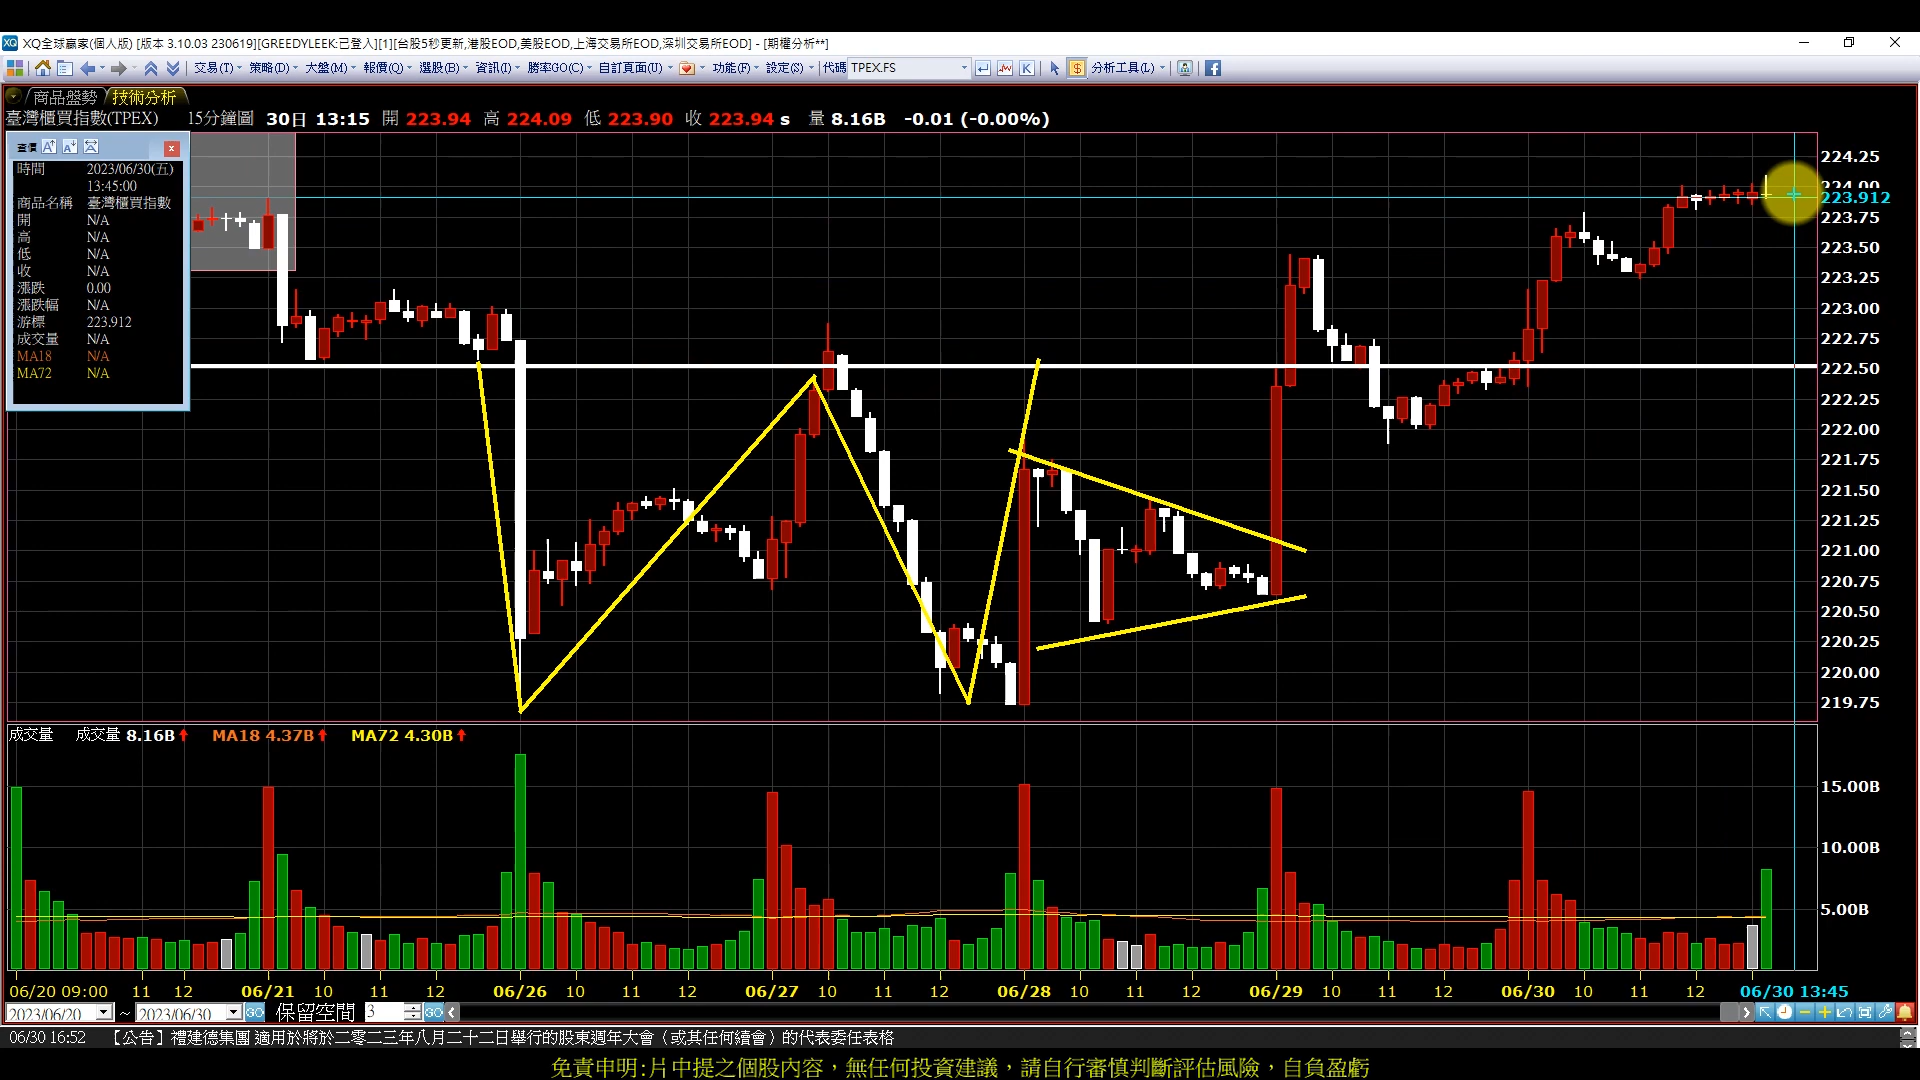 XQ全球贏家(個人版) [版本 3.10.03 230619][GREEDYLEEK:已登入][1][台股5秒更新,港股EOD,美股EOD,上海交易所EOD,深圳交易所EOD] - [期權分析**]
交易(T) 策略(D) 大盤(M) 報價(Q) 選股(B) 資訊(I) 勝率GO(C) 自訂頁面(U) 功能(F) 設定(S) 代碼 TPEX.FS 分析工具(L)
商品盤勢 技術分析
臺灣櫃買指數(TPEX) 15分鐘圖 30日 13:15 開 223.94 高 224.09 低 223.90 收 223.94 s 量 8.16B -0.01 (-0.00%)
查價
時間 2023/06/30(五)
13:45:00
商品名稱 臺灣櫃買指數
開 N/A
高 N/A
低 N/A
收 N/A
漲跌 0.00
漲跌幅 N/A
游標 223.912
成交量 N/A
MA18 N/A
MA72 N/A
224.25
224.00
223.912
223.75
223.50
223.25
223.00
222.75
222.50
222.25
222.00
221.75
221.50
221.25
221.00
220.75
220.50
220.25
220.00
219.75
成交量 成交量 8.16B MA18 4.37B MA72 4.30B
15.00B
10.00B
5.00B
06/20 09:00 11 12 06/21 10 11 12 06/26 10 11 12 06/27 10 11 12 06/28 10 11 12 06/29 10 11 12 06/30 10 11 12 06/30 13:45
2023/06/20 ~ 2023/06/30 GO 保留空間 3 GO
06/30 16:52 【公告】禮建德集團 適用於將於二零二三年八月二十二日舉行的股東週年大會（或其任何續會）的代表委任表格
免責申明:片中提之個股內容，無任何投資建議，請自行審慎判斷評估風險，自負盈虧